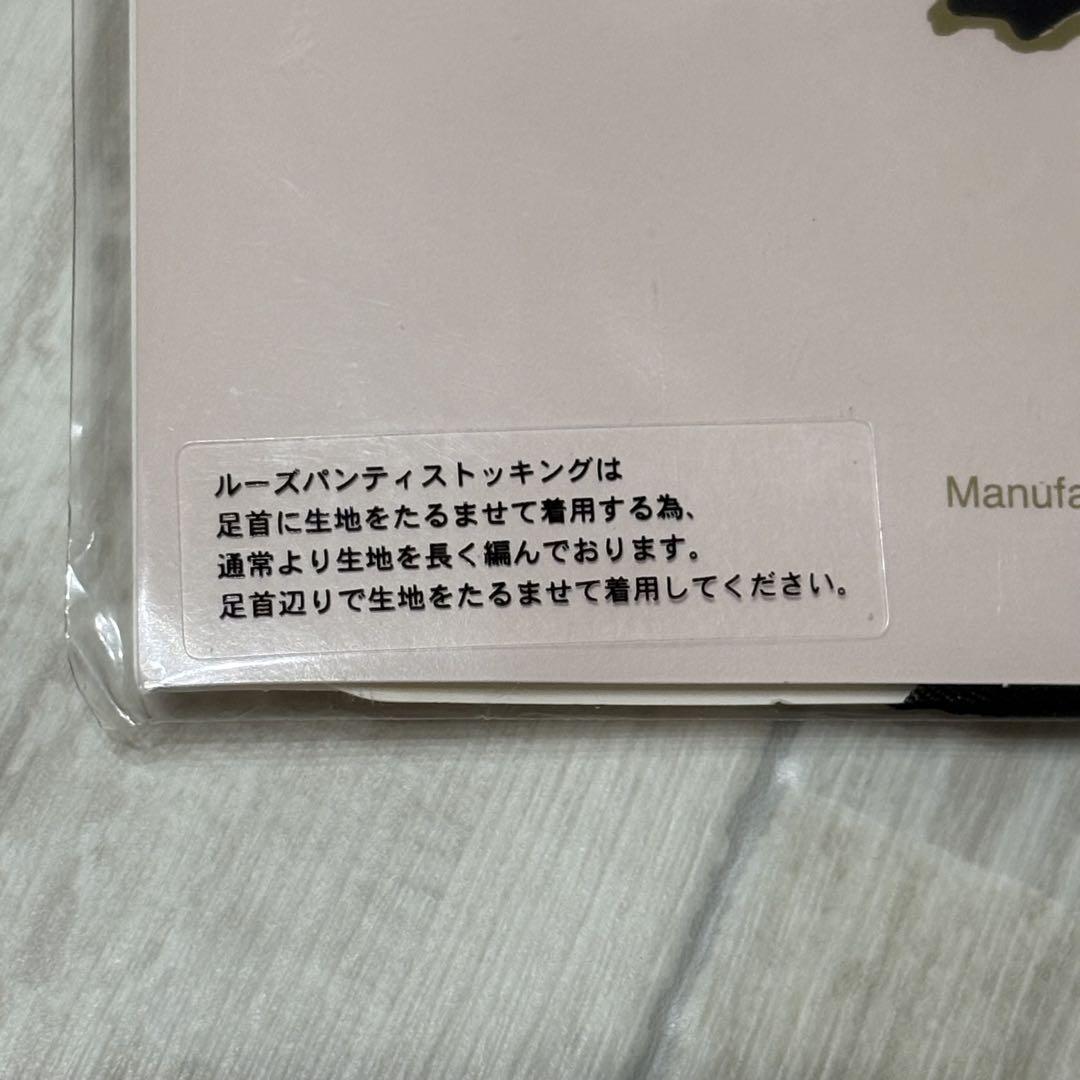 ルーズパンティストッキングは
足首に生地をたるませて着用する為、
通常より生地を長く編んでおります。
足首辺りで生地をたるませて着用してください。
Manufa